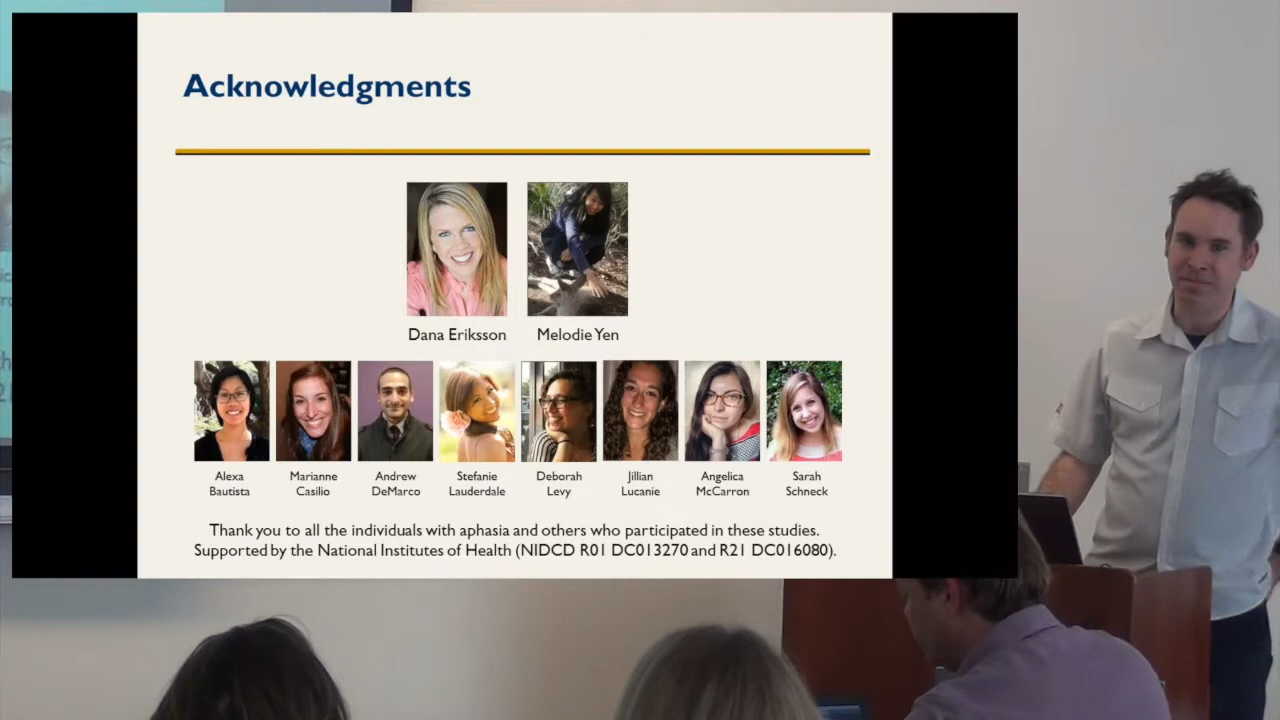 Acknowledgments
Dana Eriksson
Melodie Yen
Alexa
Bautista
Marianne
Casilio
Andrew
DeMarco
Stefanie
Lauderdale
Deborah
Levy
Jillian
Lucanie
Angelica
McCarron
Sarah
Schneck
Thank you to all the individuals with aphasia and others who participated in these studies.
Supported by the National Institutes of Health (NIDCD R01 DC013270 and R21 DC016080).